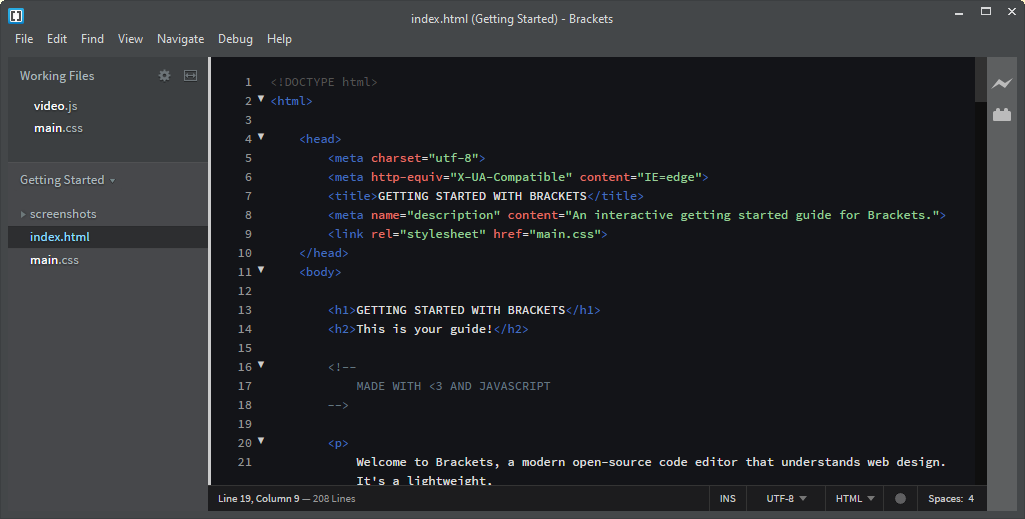 index.html (Getting Started) - Brackets
File Edit Find View Navigate Debug Help
Working Files
video.js
main.css
Getting Started
screenshots
index.html
main.css
1 <!DOCTYPE html>
2 <html>
3
4 <head>
5 <meta charset="utf-8">
6 <meta http-equiv="X-UA-Compatible" content="IE=edge">
7 <title>GETTING STARTED WITH BRACKETS</title>
8 <meta name="description" content="An interactive getting started guide for Brackets.">
9 <link rel="stylesheet" href="main.css">
10 </head>
11 <body>
12
13 <h1>GETTING STARTED WITH BRACKETS</h1>
14 <h2>This is your guide!</h2>
15
16 <!--
17 MADE WITH <3 AND JAVASCRIPT
18 -->
19
20 <p>
21 Welcome to Brackets, a modern open-source code editor that understands web design.
It's a lightweight,
Line 19, Column 9 — 208 Lines INS UTF-8 HTML Spaces: 4